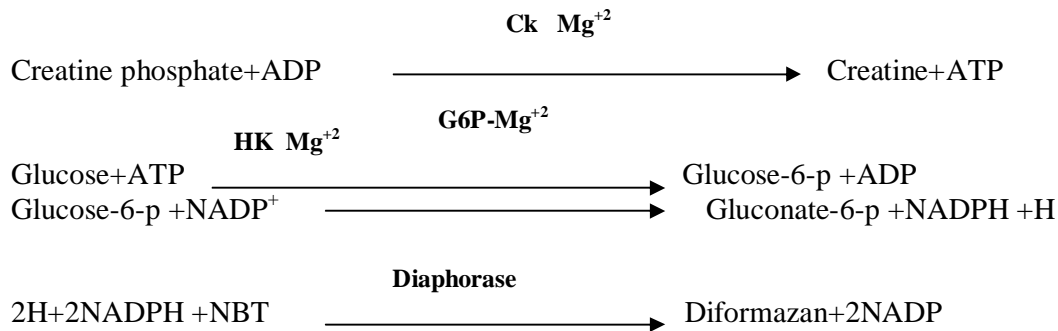 Ck Mg+2
Creatine phosphate+ADP Creatine+ATP
G6P-Mg+2
HK Mg+2
Glucose+ATP Glucose-6-p +ADP
Glucose-6-p +NADP+ Gluconate-6-p +NADPH +H
Diaphorase
2H+2NADPH +NBT Diformazan+2NADP